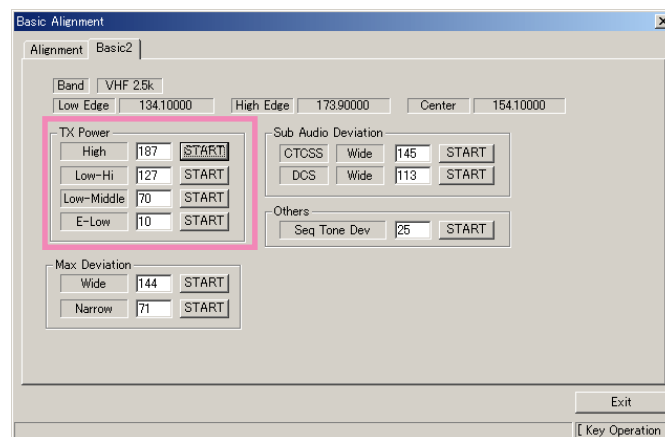 Basic Alignment
Alignment Basic2
Band VHF 2.5k
Low Edge 134.10000 High Edge 173.90000 Center 154.10000
TX Power
High 187 START
Low-Hi 127 START
Low-Middle 70 START
E-Low 10 START
Sub Audio Deviation
CTCSS Wide 145 START
DCS Wide 113 START
Others
Seq Tone Dev 25 START
Max Deviation
Wide 144 START
Narrow 71 START
Exit
[ Key Operation